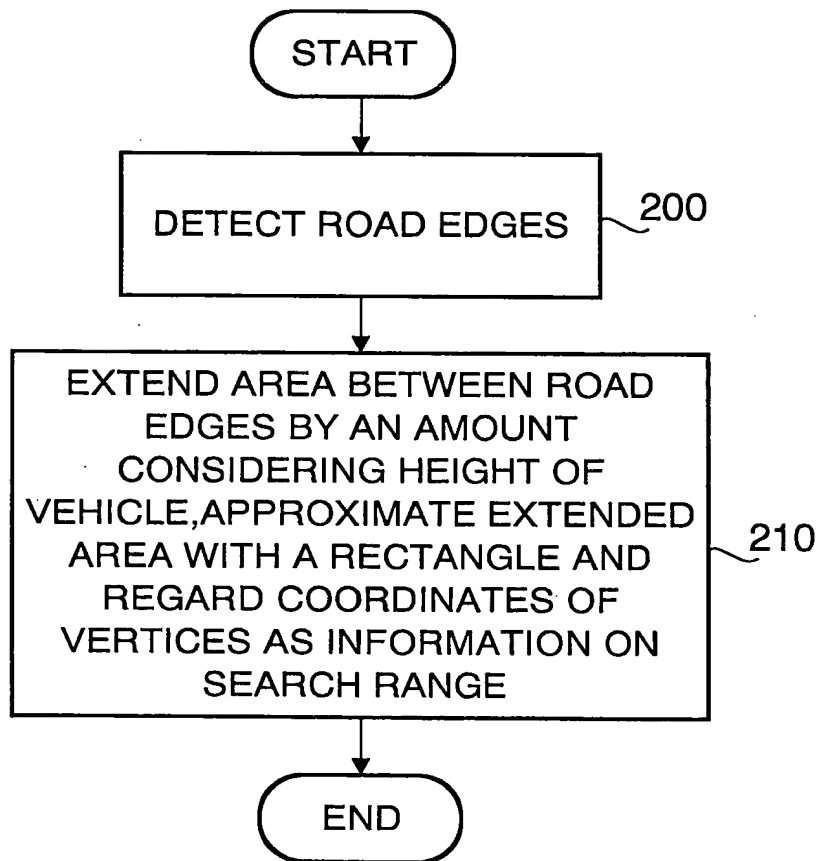 START
DETECT ROAD EDGES
200
EXTEND AREA BETWEEN ROAD
EDGES BY AN AMOUNT
CONSIDERING HEIGHT OF
VEHICLE,APPROXIMATE EXTENDED
AREA WITH A RECTANGLE AND
REGARD COORDINATES OF
VERTICES AS INFORMATION ON
SEARCH RANGE
210
END